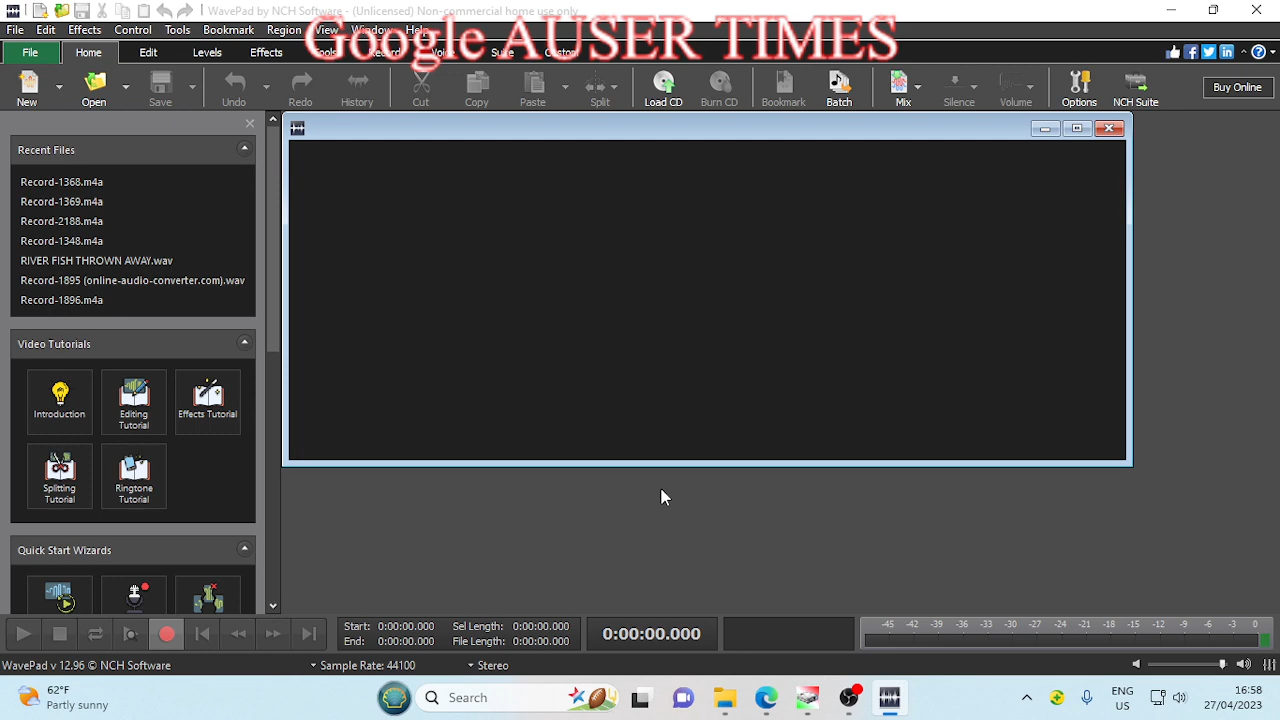 WavePad by NCH Software - (Unlicensed) Non-commercial home use only
Google AUSER TIMES
File Edit Effects Control Tools Bookmark Region View Window Help
File Home Edit Levels Effects Tools Record Voice Suite Custom
New Open Save Undo Redo History Cut Copy Paste Split Load CD Burn CD Bookmark Batch Mix Silence Volume Options NCH Suite Buy Online
Recent Files
Record-1368.m4a
Record-1369.m4a
Record-2188.m4a
Record-1348.m4a
RIVER FISH THROWN AWAY.wav
Record-1895 (online-audio-converter.com).wav
Record-1896.m4a
Video Tutorials
Introduction Editing Tutorial Effects Tutorial
Splitting Tutorial Ringtone Tutorial
Quick Start Wizards
Start: 0:00:00.000 Sel Length: 0:00:00.000
End: 0:00:00.000 File Length: 0:00:00.000
0:00:00.000
-45 -42 -39 -36 -33 -30 -27 -24 -21 -18 -15 -12 -9 -6 -3 0
WavePad v 12.96 © NCH Software Sample Rate: 44100 Stereo
62°F
Partly sunny
Search
ENG
US
16:58
27/04/2023